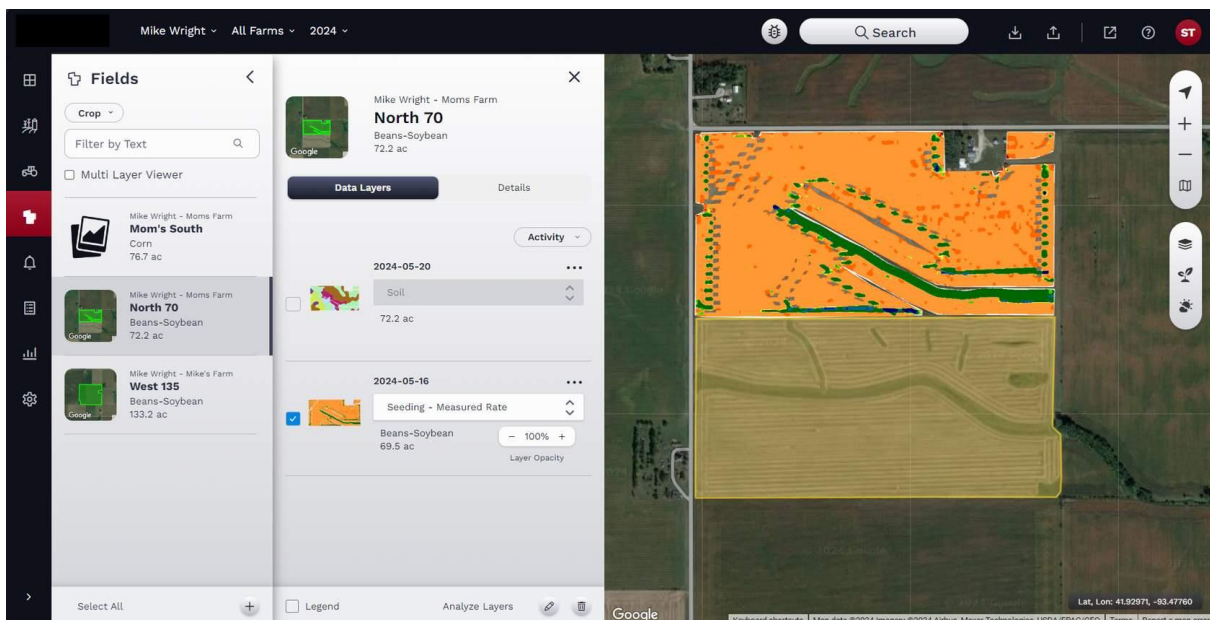 Mike Wright
All Farms
2024
Search
ST
Fields
Crop
Filter by Text
Multi Layer Viewer
Mike Wright - Moms Farm
Mom's South
Corn
76.7 ac
Google
Mike Wright - Moms Farm
North 70
Beans-Soybean
72.2 ac
Google
Mike Wright - Mike's Farm
West 135
Beans-Soybean
133.2 ac
Select All
Google
Mike Wright - Moms Farm
North 70
Beans-Soybean
72.2 ac
Data Layers
Details
Activity
2024-05-20
Soil
72.2 ac
2024-05-16
Seeding - Measured Rate
Beans-Soybean
69.5 ac
- 100% +
Layer Opacity
Legend
Analyze Layers
Google
Lat, Lon: 41.92971, -93.47760